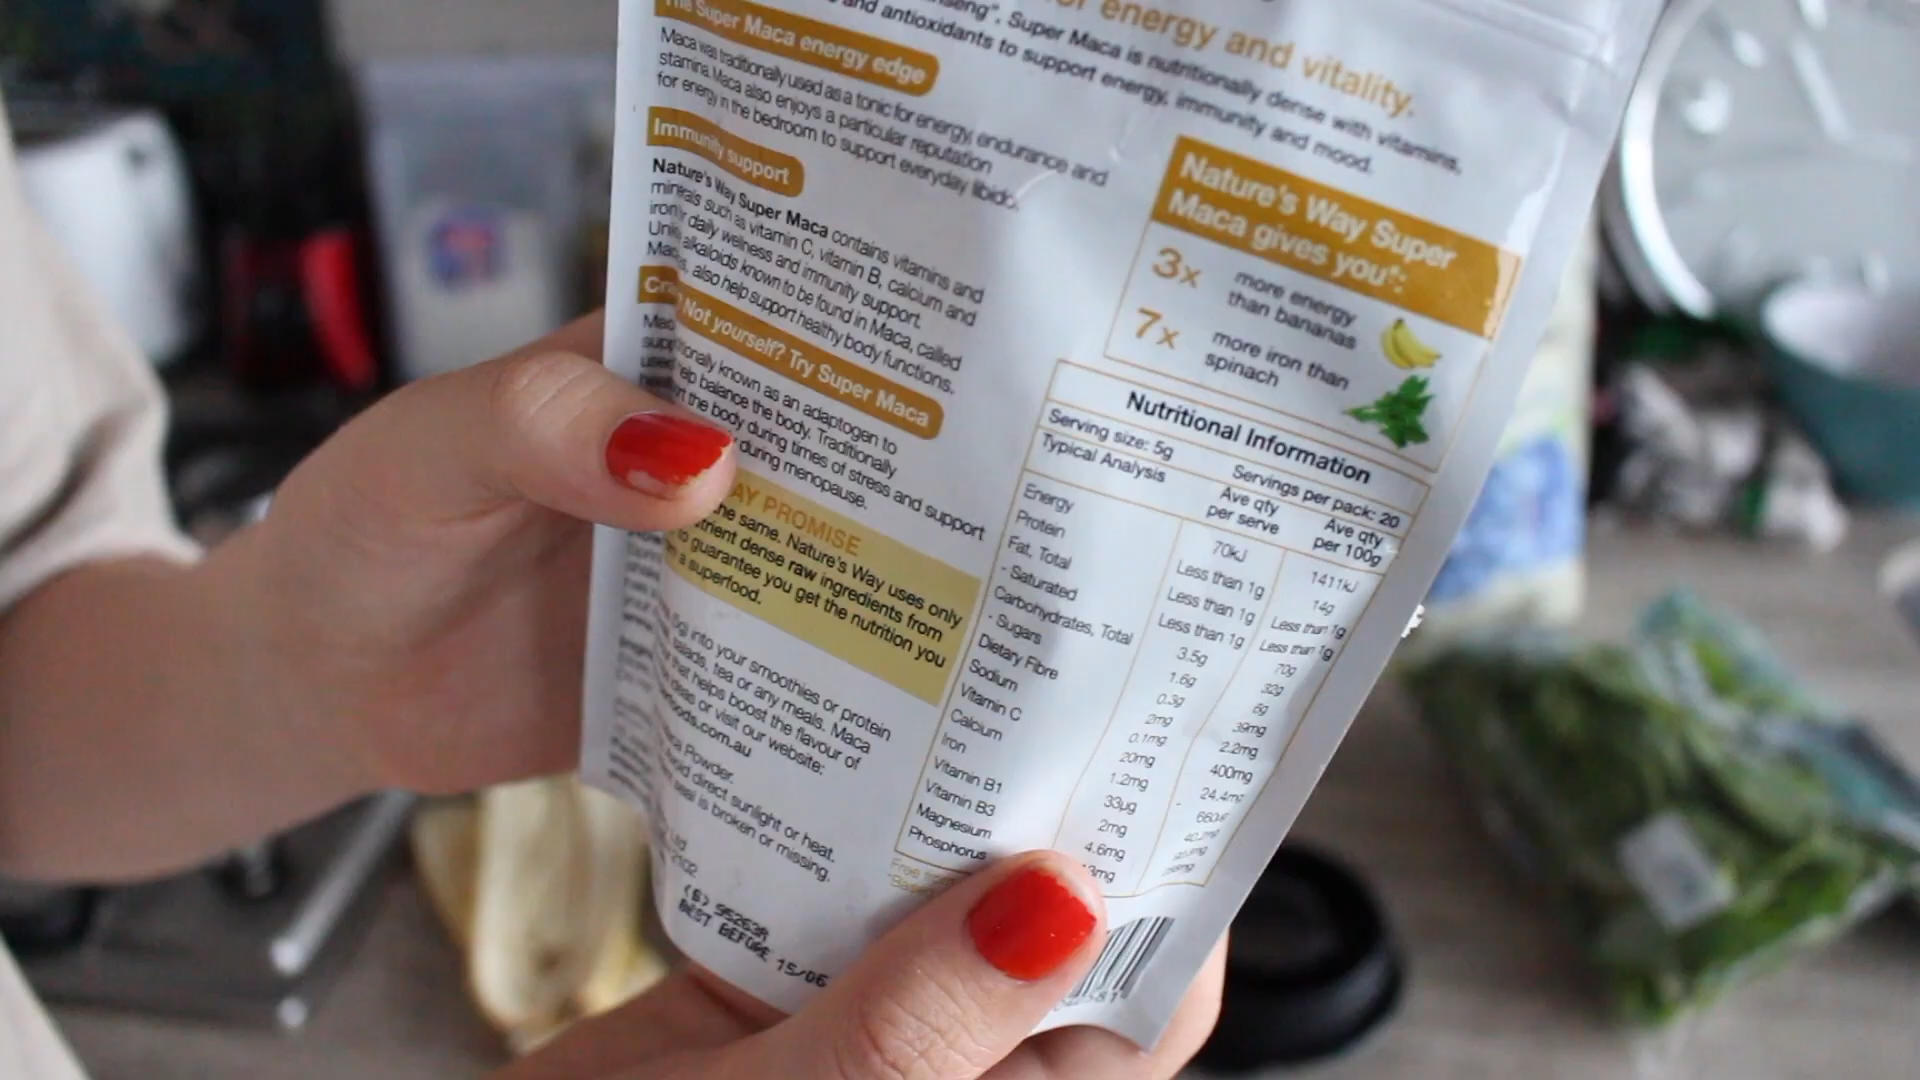 energy and vitality.
Super Maca is nutritionally dense with vitamins,
and antioxidants to support energy, immunity and mood.
The Super Maca energy edge
Maca was traditionally used as a tonic for energy, endurance and
stamina. Maca also enjoys a particular reputation
for energy in the bedroom to support everyday libido.
Immunity support
Nature's Way Super Maca contains vitamins and
minerals such as vitamin C, vitamin B, calcium and
iron daily wellness and immunity support.
alkaloids known to be found in Maca, called
also help support healthy body functions.
Not yourself? Try Super Maca
known as an adaptogen to
help balance the body. Traditionally
the body during times of stress and support
during menopause.
PROMISE
the same. Nature's Way uses only
dense raw ingredients from
to guarantee you get the nutrition you
a superfood.
into your smoothies or protein
tea or any meals. Maca
that helps boost the flavour of
or visit our website:
Powder.
direct sunlight or heat.
seal is broken or missing.
(6) 95263A
BEST BEFORE 15/06
Nature's Way Super
Maca gives you*:
3x more energy
than bananas
7x more iron than
spinach
Nutritional Information
Serving size: 5g Servings per pack: 20
Typical Analysis Ave qty per serve Ave qty per 100g
Energy 70kJ 1411kJ
Protein Less than 1g 14g
Fat, Total Less than 1g Less than 1g
- Saturated Less than 1g Less than 1g
Carbohydrates, Total 3.5g 70g
- Sugars 1.6g 32g
Dietary Fibre 0.3g 6g
Sodium 2mg 39mg
Vitamin C 0.1mg 2.2mg
Calcium 20mg 400mg
Iron 1.2mg 24.4mg
Vitamin B1 33µg
Vitamin B3 2mg
Magnesium 4.6mg
Phosphorus